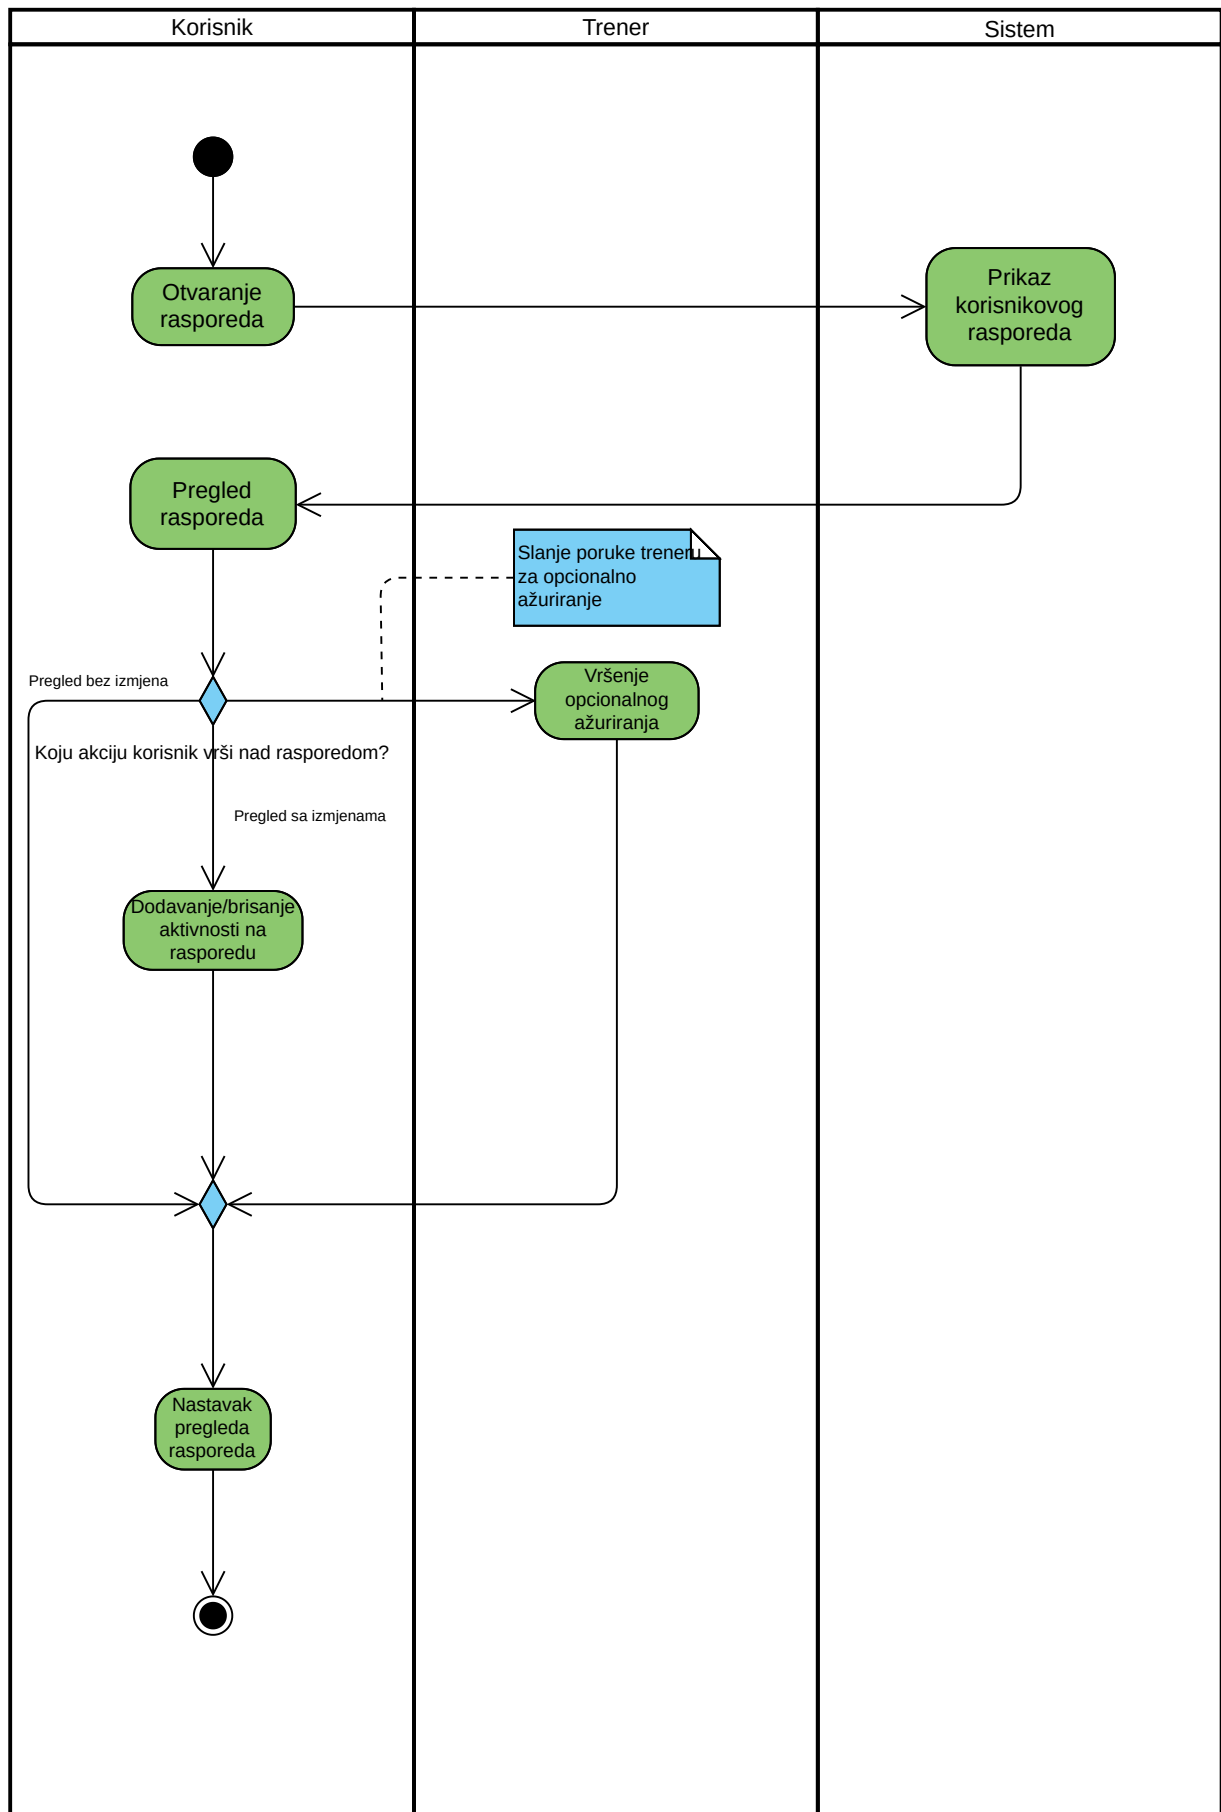 Korisnik
Trener
Sistem
Otvaranje
rasporeda
Prikaz
korisnikovog
rasporeda
Pregled
rasporeda
Slanje poruke treneru
za opcionalno
ažuriranje
Vršenje
opcionalnog
ažuriranja
Pregled bez izmjena
Koju akciju korisnik vrši nad rasporedom?
Pregled sa izmjenama
Dodavanje/brisanje
aktivnosti na
rasporedu
Nastavak
pregleda
rasporeda